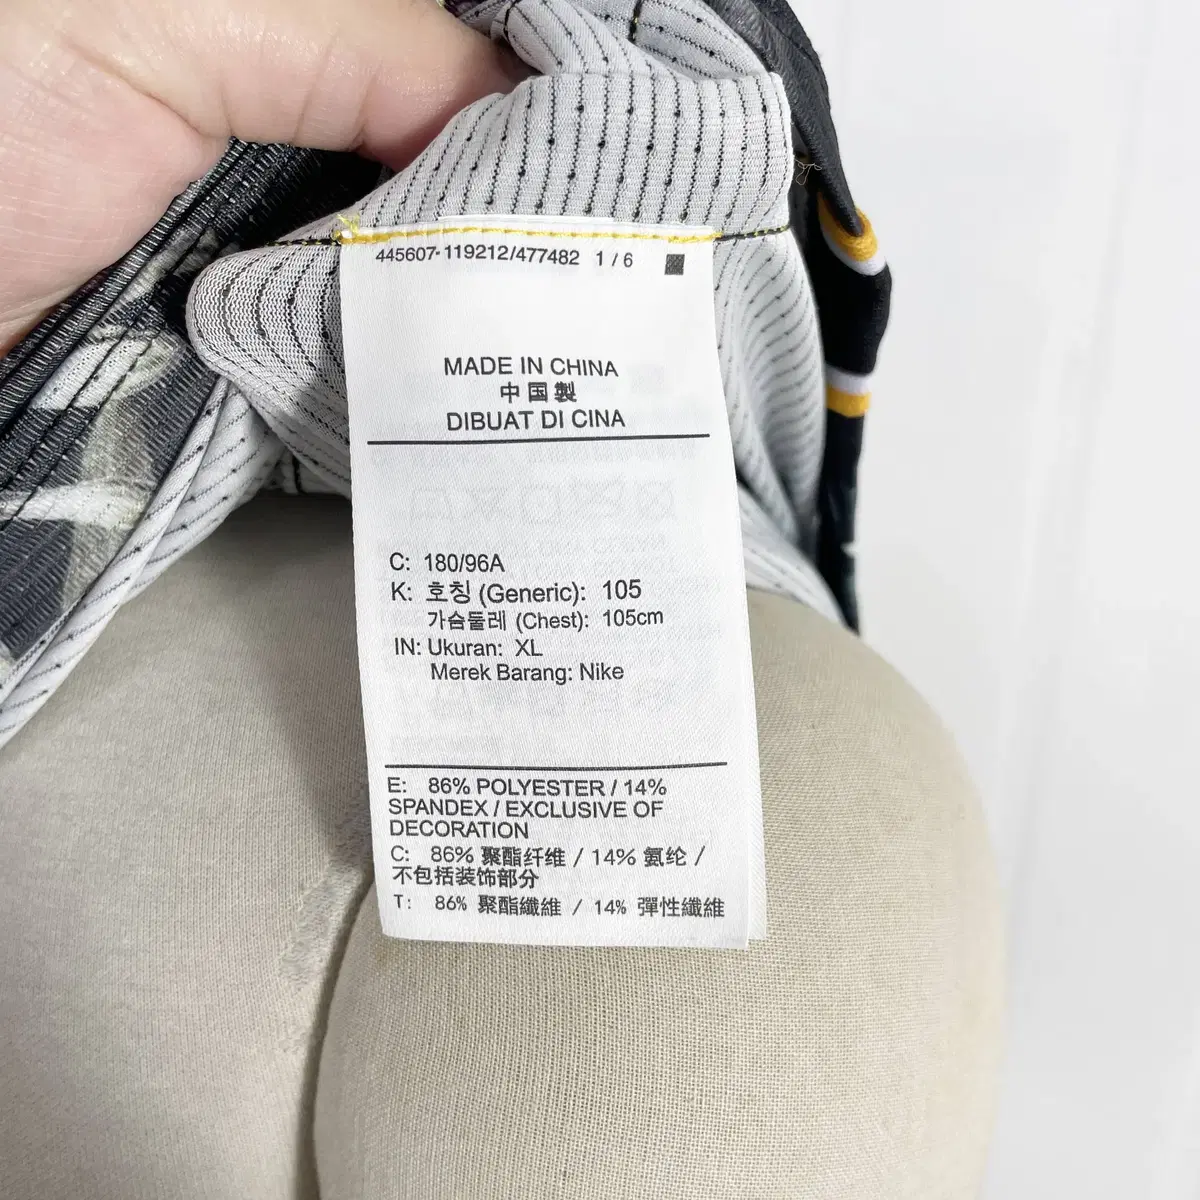 445607-119212/477482 1 / 6
MADE IN CHINA
中国製
DIBUAT DI CINA
C: 180/96A
K: 호칭 (Generic): 105
가슴둘레 (Chest): 105cm
IN: Ukuran: XL
Merek Barang: Nike
E: 86% POLYESTER / 14%
SPANDEX / EXCLUSIVE OF
DECORATION
C: 86% 聚酯纤维 / 14% 氨纶 /
不包括装饰部分
T: 86% 聚酯纖維 / 14% 彈性纖維